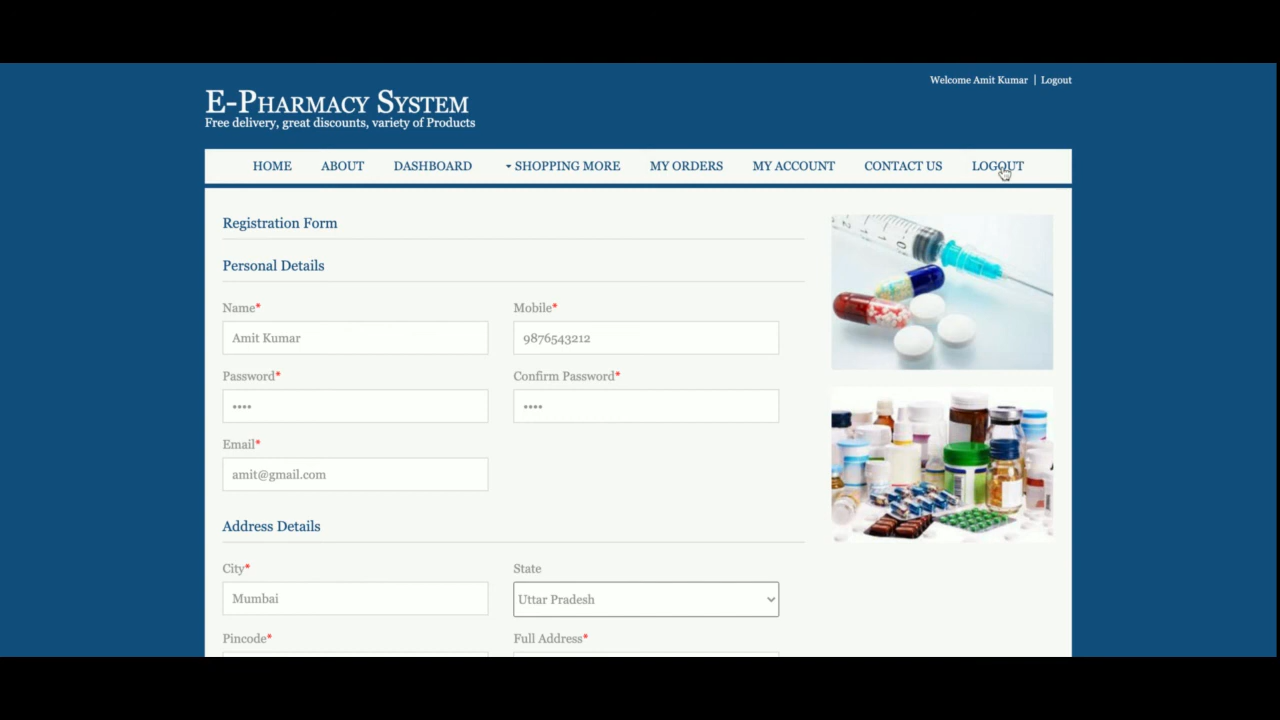 Welcome Amit Kumar | Logout
E-Pharmacy System
Free delivery, great discounts, variety of Products
HOME ABOUT DASHBOARD SHOPPING MORE MY ORDERS MY ACCOUNT CONTACT US LOGOUT
Registration Form
Personal Details
Name* Mobile*
Amit Kumar 9876543212
Password* Confirm Password*
•••• ••••
Email*
amit@gmail.com
Address Details
City* State
Mumbai Uttar Pradesh
Pincode* Full Address*